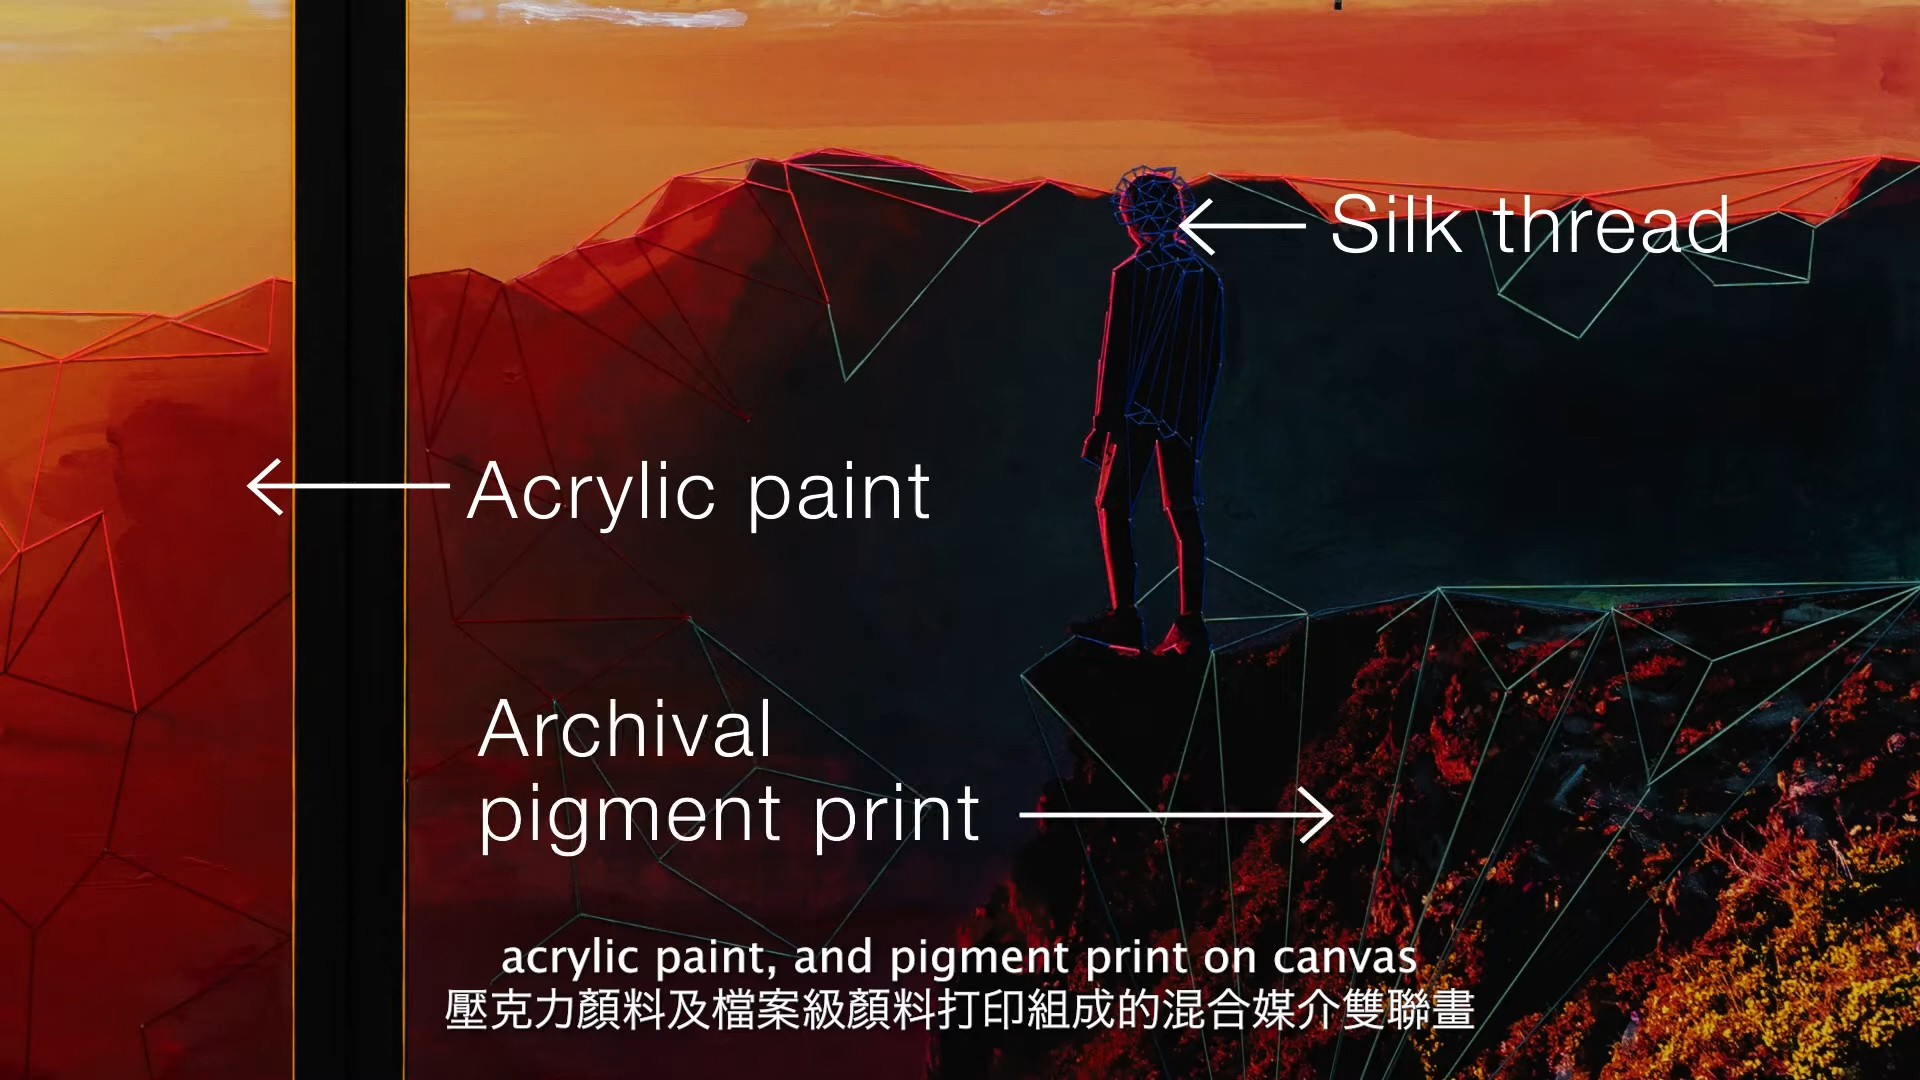 Silk thread
Acrylic paint
Archival
pigment print
acrylic paint, and pigment print on canvas
壓克力顏料及檔案級顏料打印組成的混合媒介雙聯畫